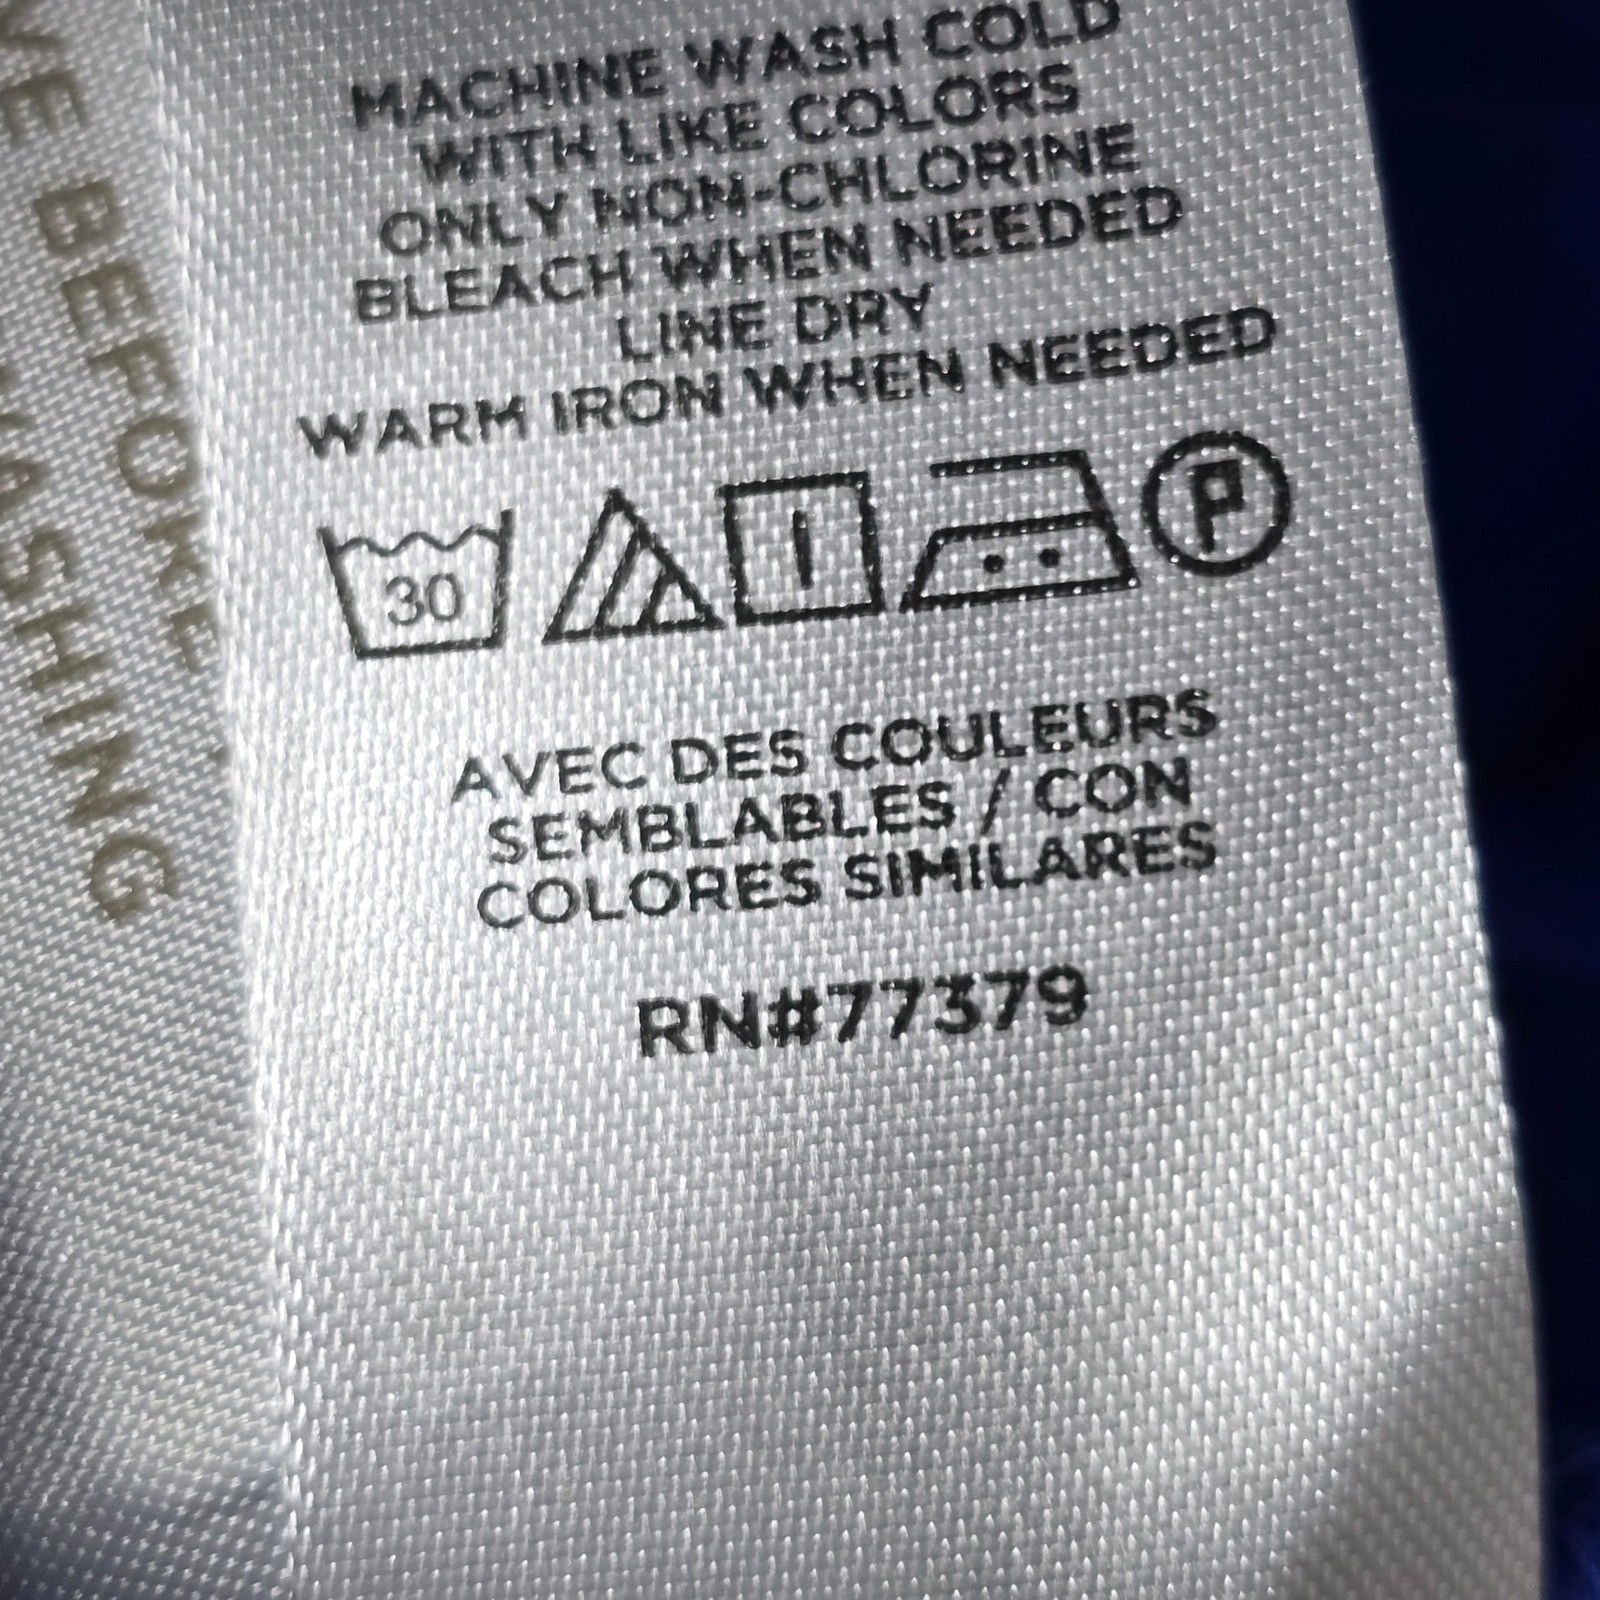 MACHINE WASH COLD
WITH LIKE COLORS
ONLY NON-CHLORINE
BLEACH WHEN NEEDED
LINE DRY
WARM IRON WHEN NEEDED
30
P
AVEC DES COULEURS
SEMBLABLES / CON
COLORES SIMILARES
RN#77379
BEFORE
WASHING